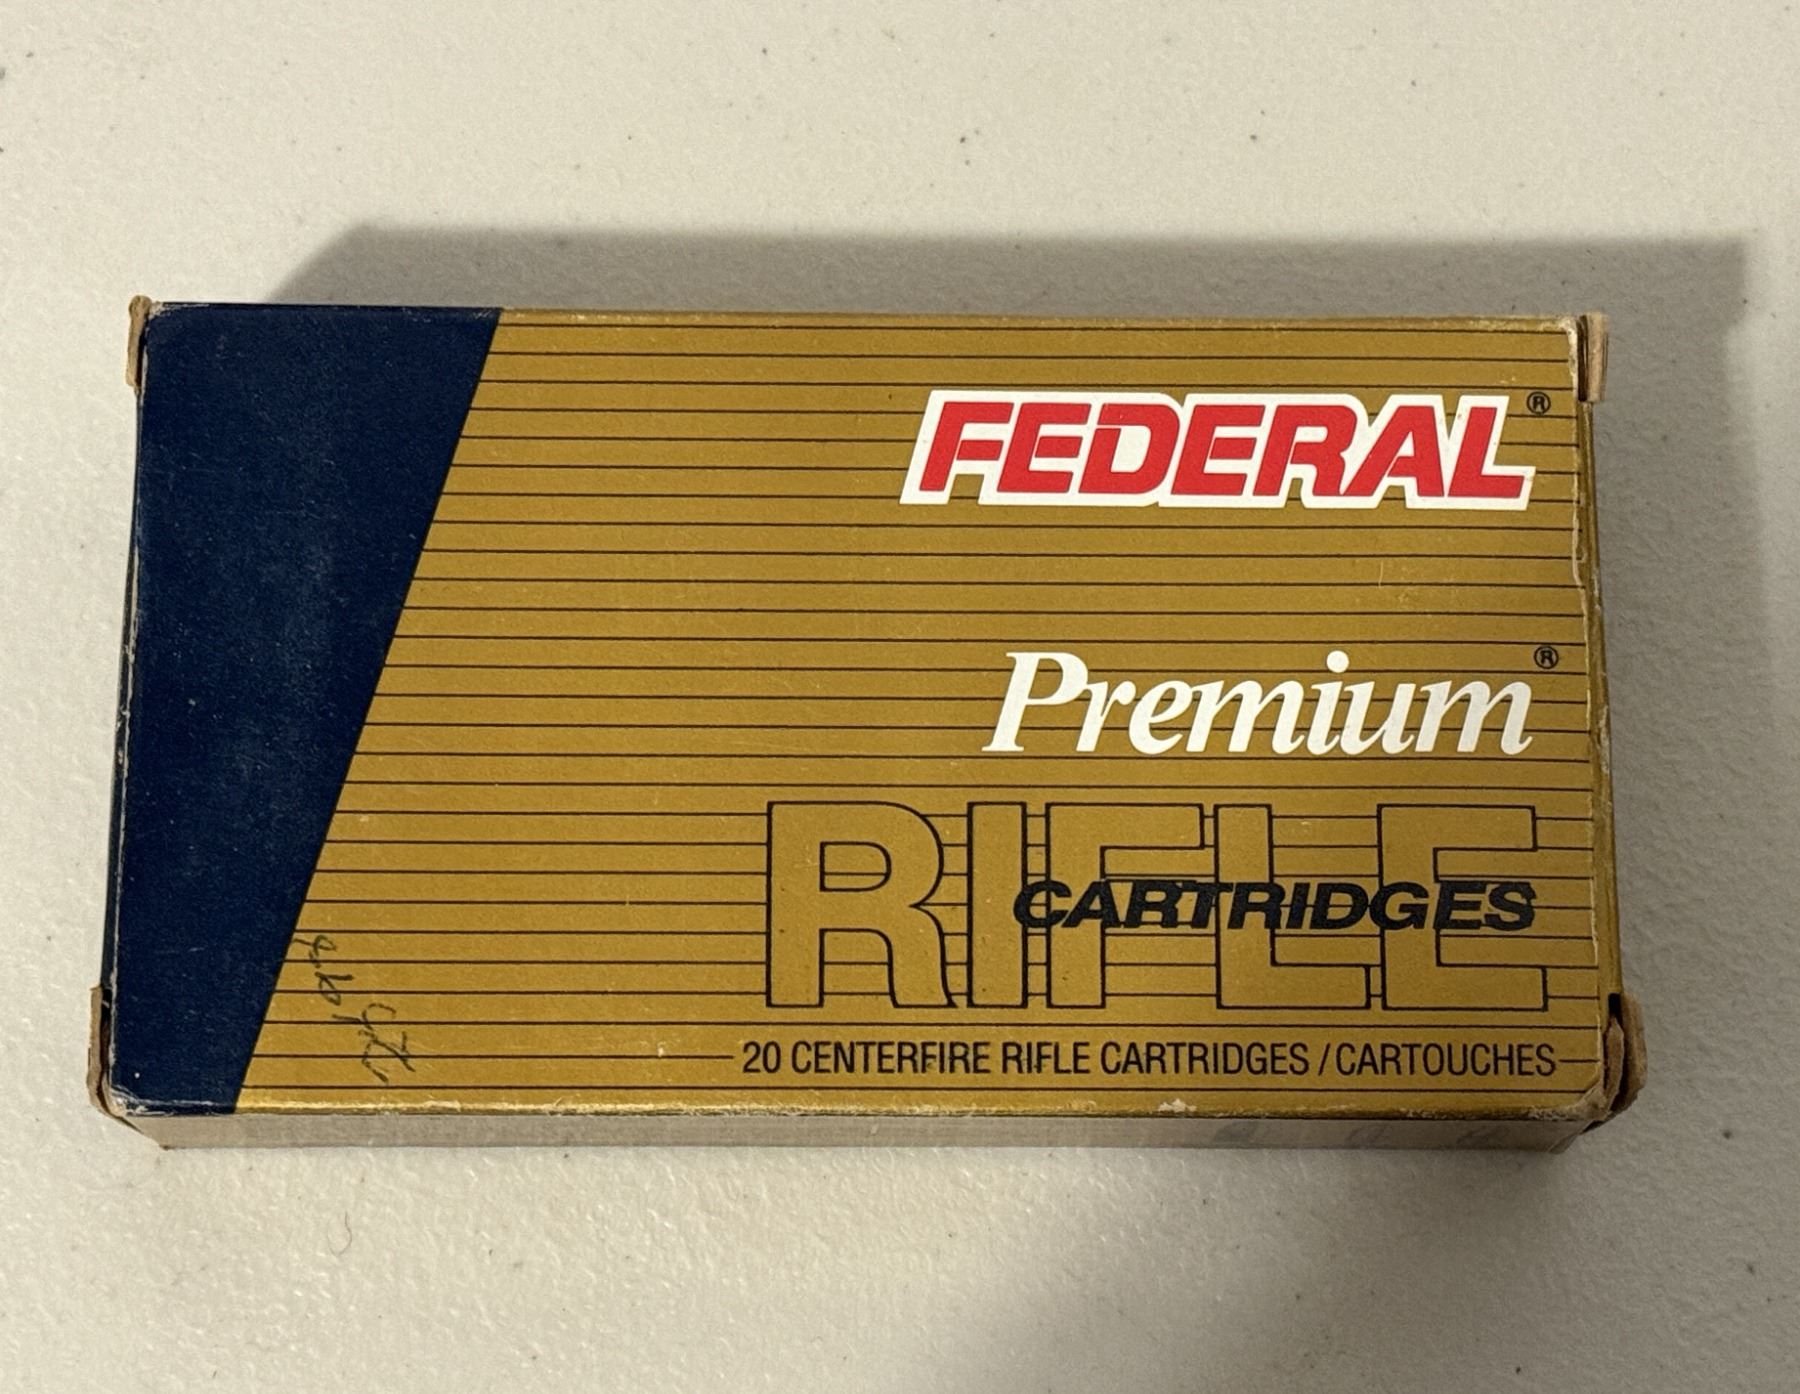 FEDERAL®
Premium®
RIFLE
CARTRIDGES
20 CENTERFIRE RIFLE CARTRIDGES / CARTOUCHES